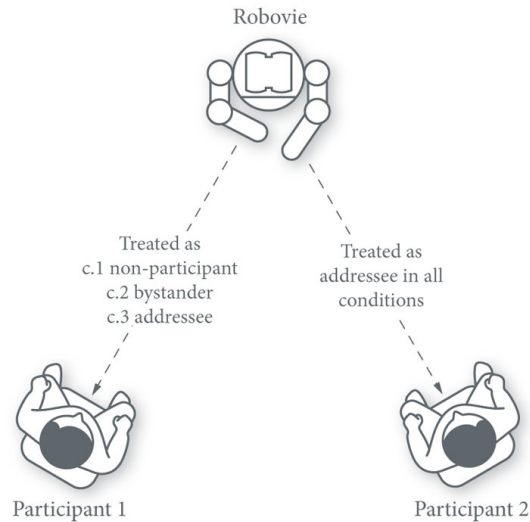 Robovie
Treated as
c.1 non-participant
c.2 bystander
c.3 addressee
Treated as
addressee in all
conditions
Participant 1
Participant 2